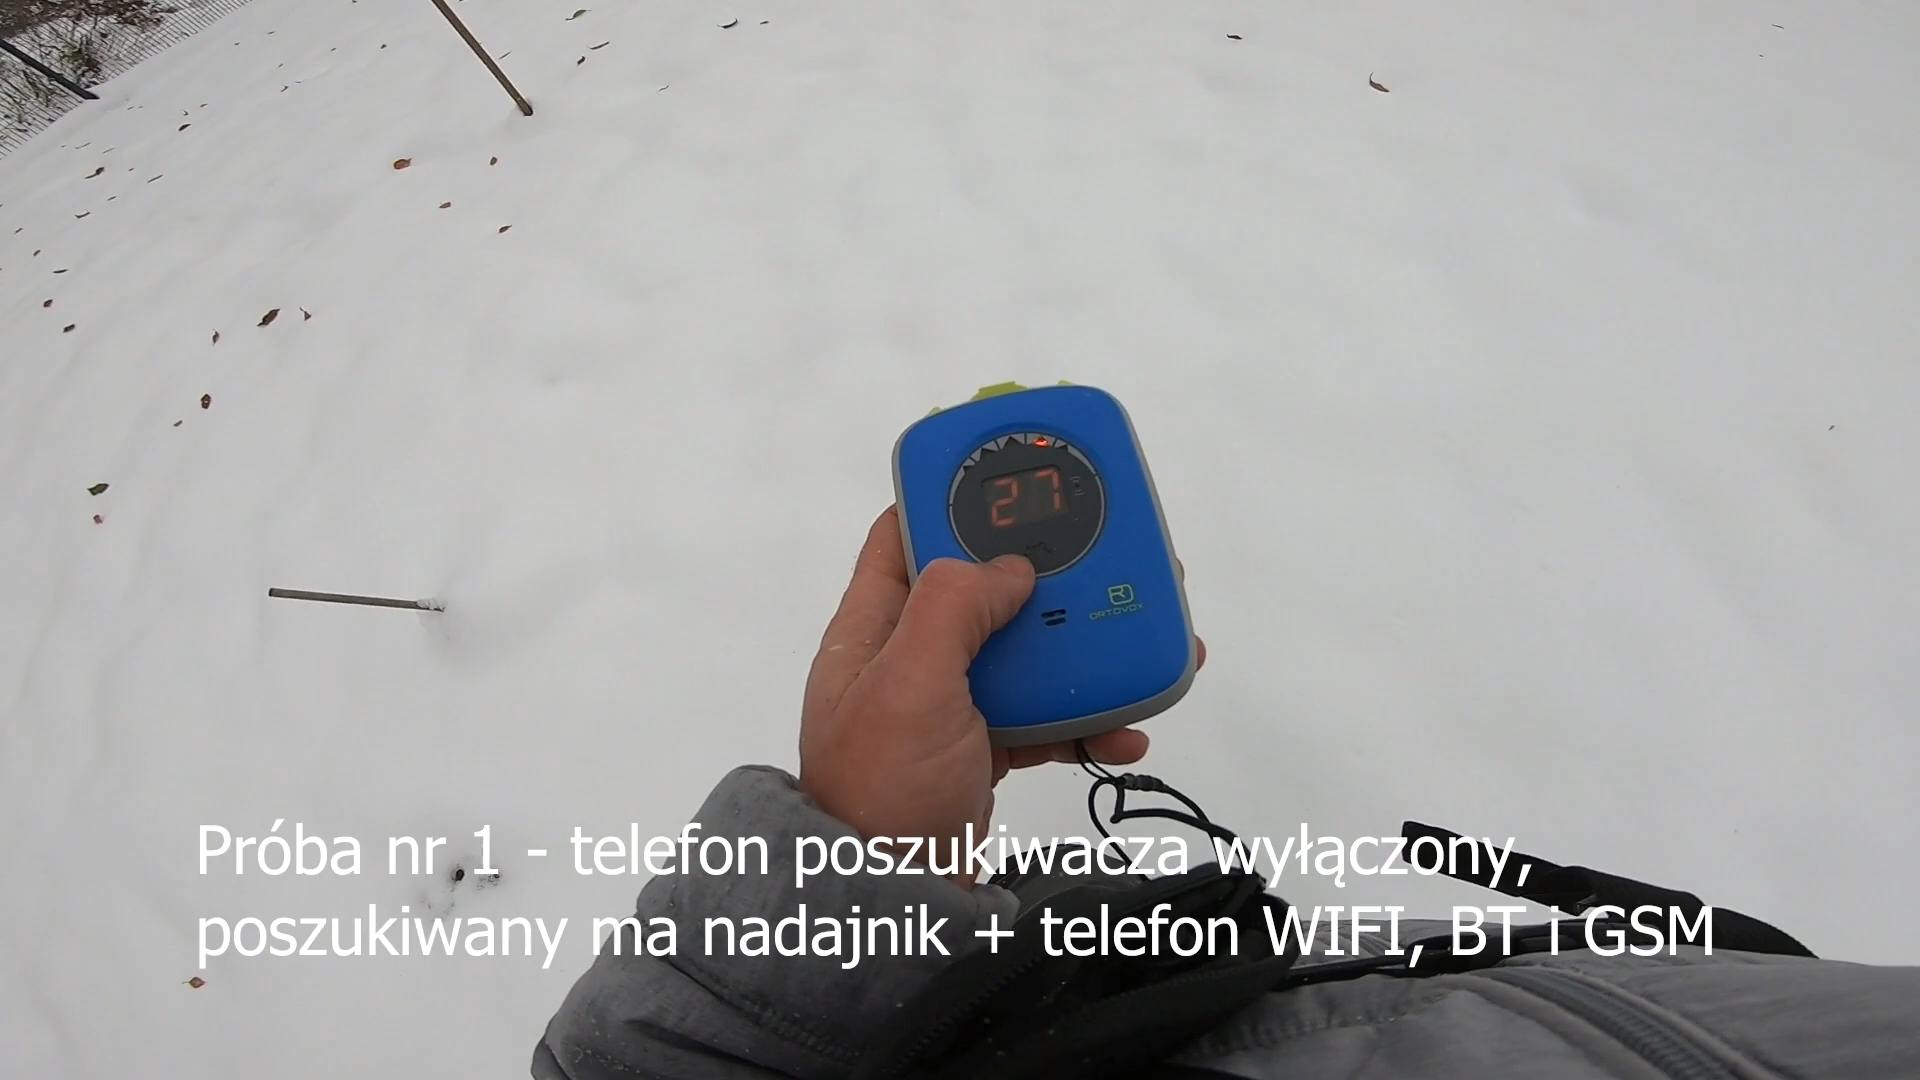 27
ORTOVOX
Próba nr 1 - telefon poszukiwacza wyłączony,
poszukiwany ma nadajnik + telefon WIFI, BT i GSM